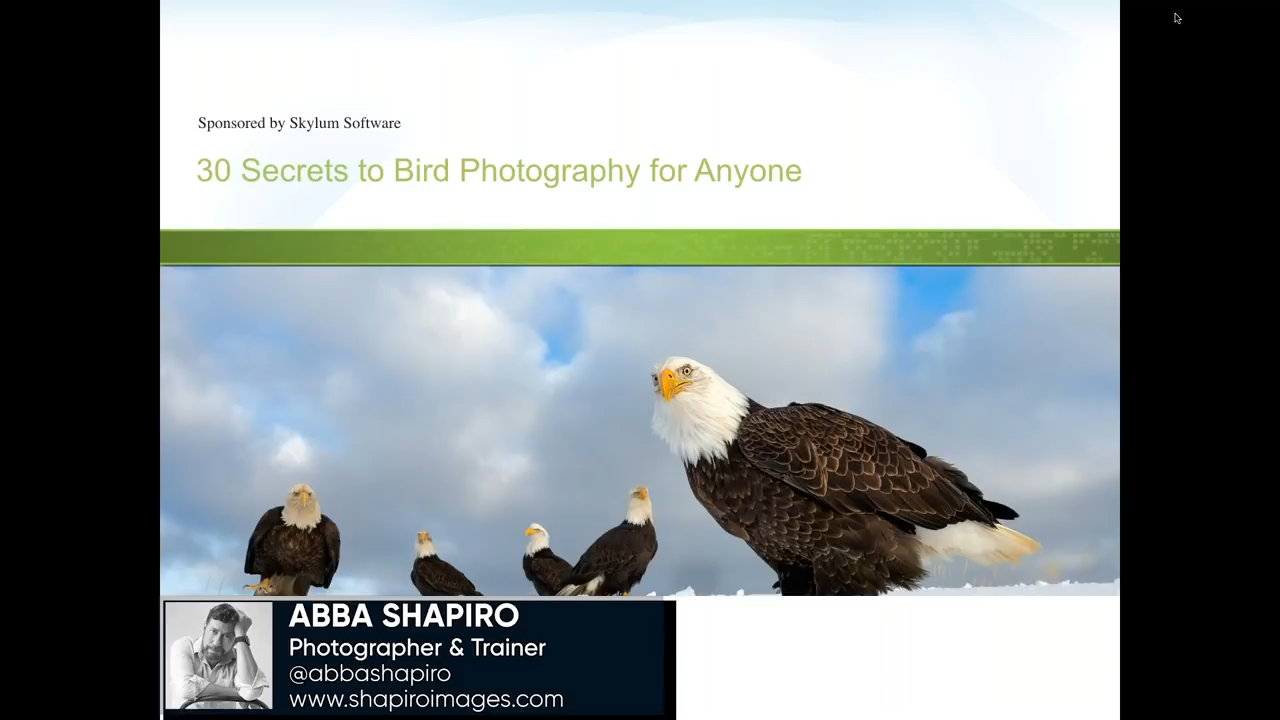 Sponsored by Skylum Software
30 Secrets to Bird Photography for Anyone
ABBA SHAPIRO
Photographer & Trainer
@abbashapiro
www.shapiroimages.com